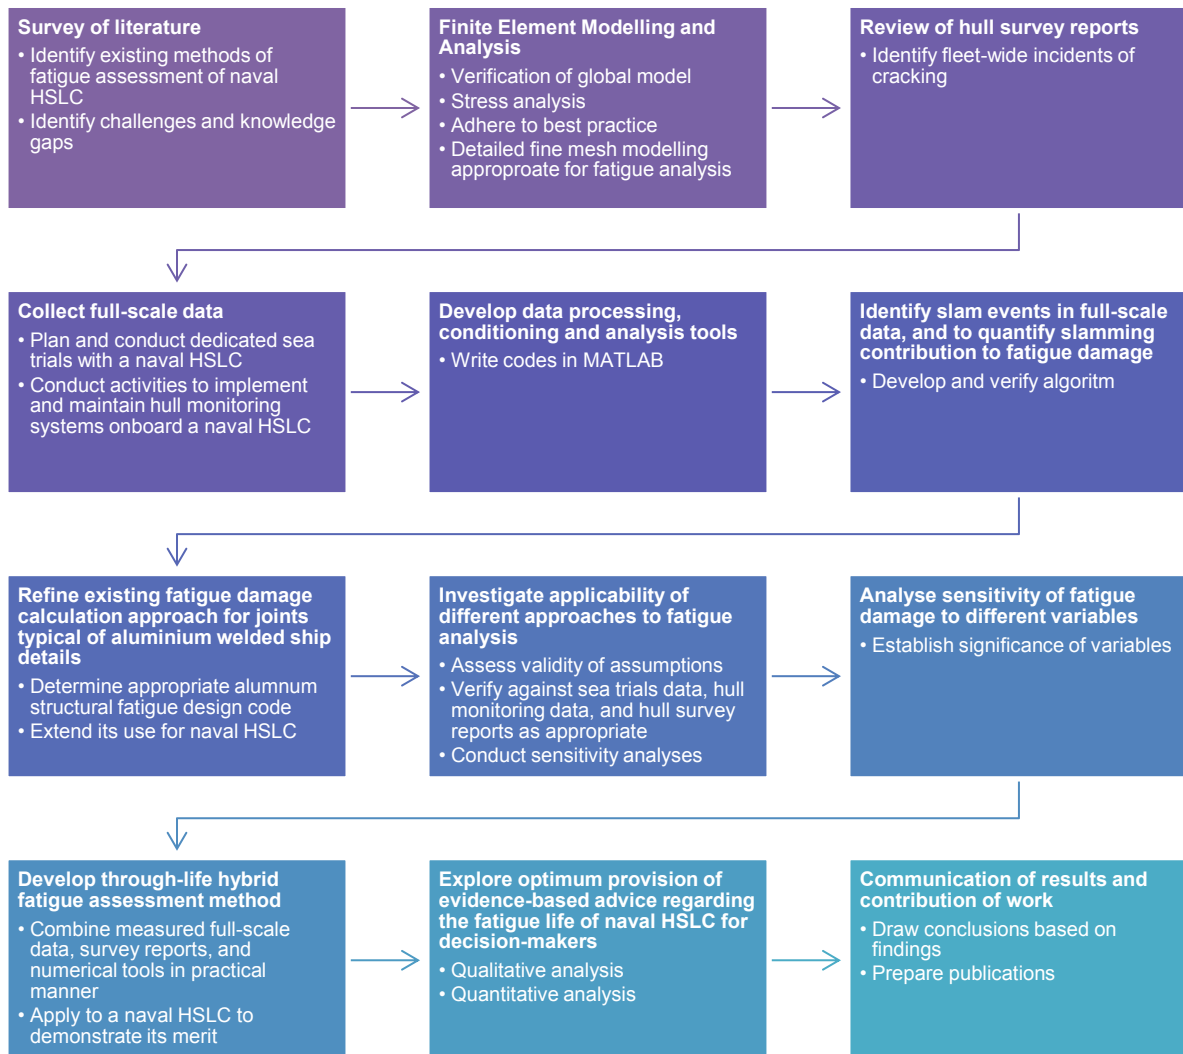 Survey of literature
• Identify existing methods of
fatigue assessment of naval
HSLC
• Identify challenges and knowledge
gaps
Finite Element Modelling and
Analysis
• Verification of global model
• Stress analysis
• Adhere to best practice
• Detailed fine mesh modelling
approproate for fatigue analysis
Review of hull survey reports
• Identify fleet-wide incidents of
cracking
Collect full-scale data
• Plan and conduct dedicated sea
trials with a naval HSLC
• Conduct activities to implement
and maintain hull monitoring
systems onboard a naval HSLC
Develop data processing,
conditioning and analysis tools
• Write codes in MATLAB
Identify slam events in full-scale
data, and to quantify slamming
contribution to fatigue damage
• Develop and verify algoritm
Refine existing fatigue damage
calculation approach for joints
typical of aluminium welded ship
details
• Determine appropriate alumnum
structural fatigue design code
• Extend its use for naval HSLC
Investigate applicability of
different approaches to fatigue
analysis
• Assess validity of assumptions
• Verify against sea trials data, hull
monitoring data, and hull survey
reports as appropriate
• Conduct sensitivity analyses
Analyse sensitivity of fatigue
damage to different variables
• Establish significance of variables
Develop through-life hybrid
fatigue assessment method
• Combine measured full-scale
data, survey reports, and
numerical tools in practical
manner
• Apply to a naval HSLC to
demonstrate its merit
Explore optimum provision of
evidence-based advice regarding
the fatigue life of naval HSLC for
decision-makers
• Qualitative analysis
• Quantitative analysis
Communication of results and
contribution of work
• Draw conclusions based on
findings
• Prepare publications